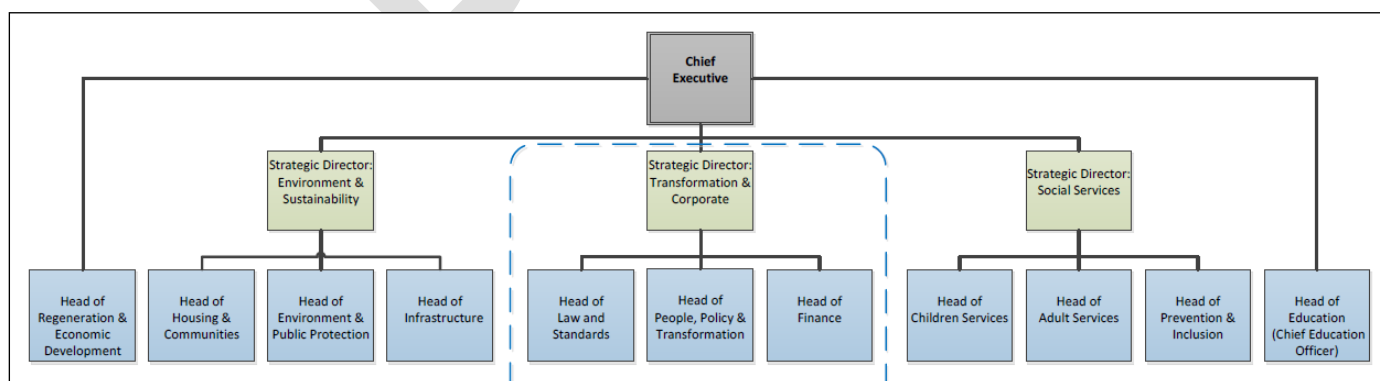 Chief
Executive
Strategic Director:
Environment &
Sustainability
Strategic Director:
Transformation &
Corporate
Strategic Director:
Social Services
Head of
Regeneration &
Economic
Development
Head of
Housing &
Communities
Head of
Environment &
Public Protection
Head of
Infrastructure
Head of
Law and
Standards
Head of
People, Policy &
Transformation
Head of
Finance
Head of
Children Services
Head of
Adult Services
Head of
Prevention &
Inclusion
Head of
Education
(Chief Education
Officer)